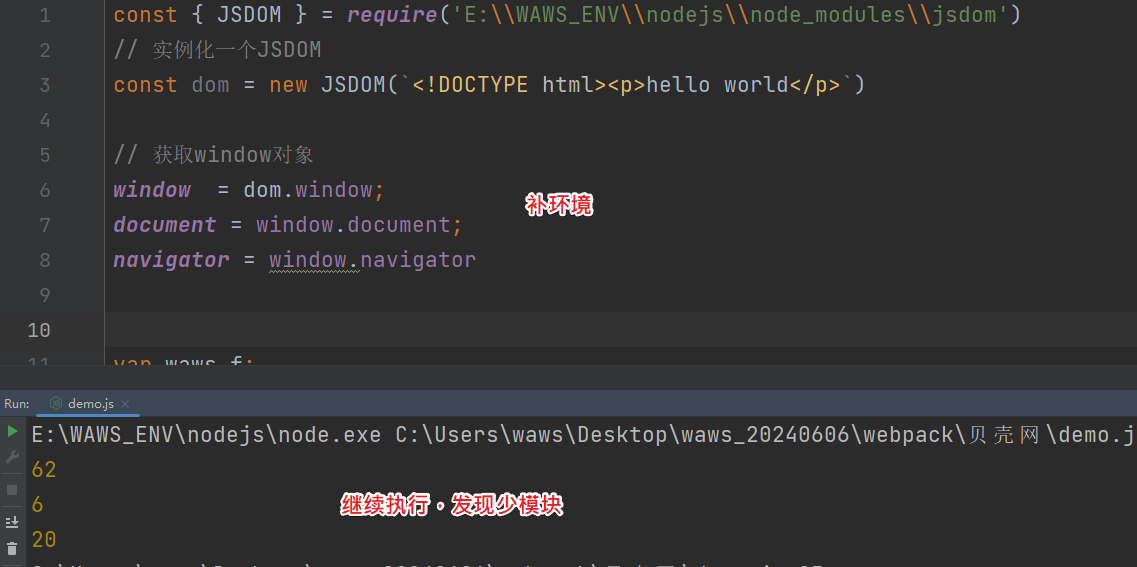 1 const { JSDOM } = require('E:\\WAWS_ENV\\nodejs\\node_modules\\jsdom')
2 // 实例化一个JSDOM
3 const dom = new JSDOM(`<!DOCTYPE html><p>hello world</p>`)
4
5 // 获取window对象
6 window  = dom.window;
补环境
7 document = window.document;
8 navigator = window.navigator
9
10
11 var waws_f;
Run: demo.js ×
E:\WAWS_ENV\nodejs\node.exe C:\Users\waws\Desktop\waws_20240606\webpack\贝壳网\demo.j
62
6
继续执行，发现少模块
20